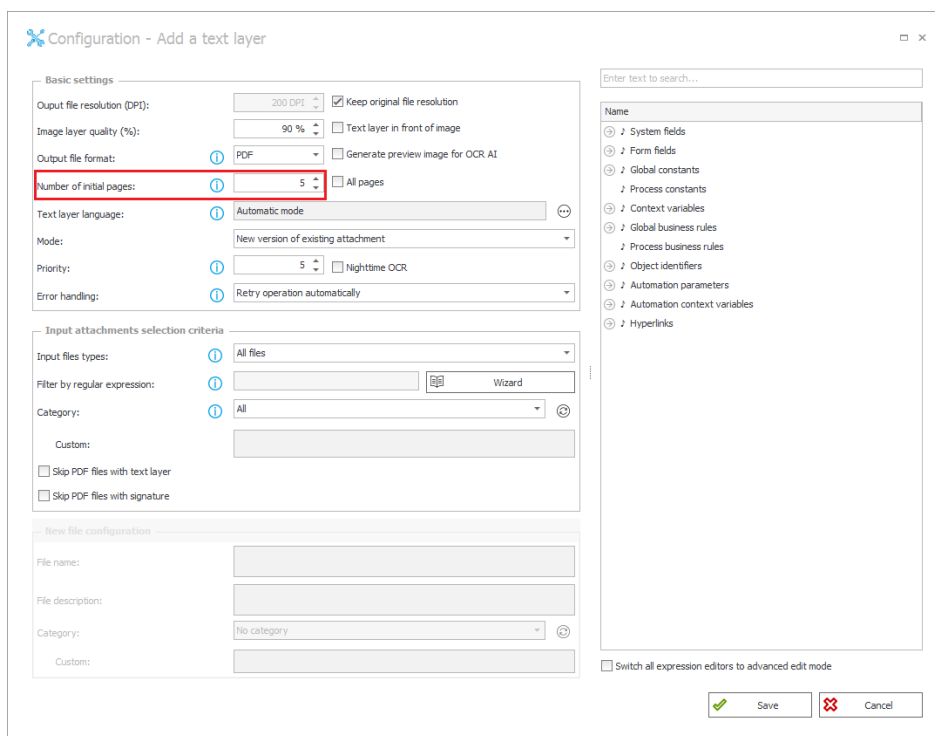 Configuration - Add a text layer
Basic settings
Ouput file resolution (DPI): 200 DPI Keep original file resolution
Image layer quality (%): 90 % Text layer in front of image
Output file format: PDF Generate preview image for OCR AI
Number of initial pages: 5 All pages
Text layer language: Automatic mode
Mode: New version of existing attachment
Priority: 5 Nighttime OCR
Error handling: Retry operation automatically
Input attachments selection criteria
Input files types: All files
Filter by regular expression: Wizard
Category: All
Custom:
Skip PDF files with text layer
Skip PDF files with signature
New file configuration
File name:
File description:
Category: No category
Custom:
Enter text to search...
Name
System fields
Form fields
Global constants
Process constants
Context variables
Global business rules
Process business rules
Object identifiers
Automation parameters
Automation context variables
Hyperlinks
Switch all expression editors to advanced edit mode
Save Cancel